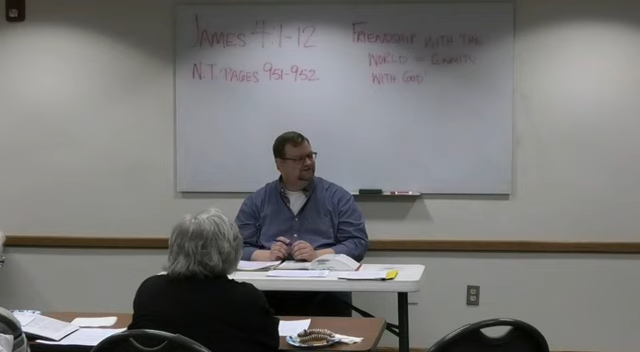 JAMES 4:1-12
N.T. PAGES 951-952
FRIENDSHIP WITH THE
WORLD = ENMITY
WITH GOD